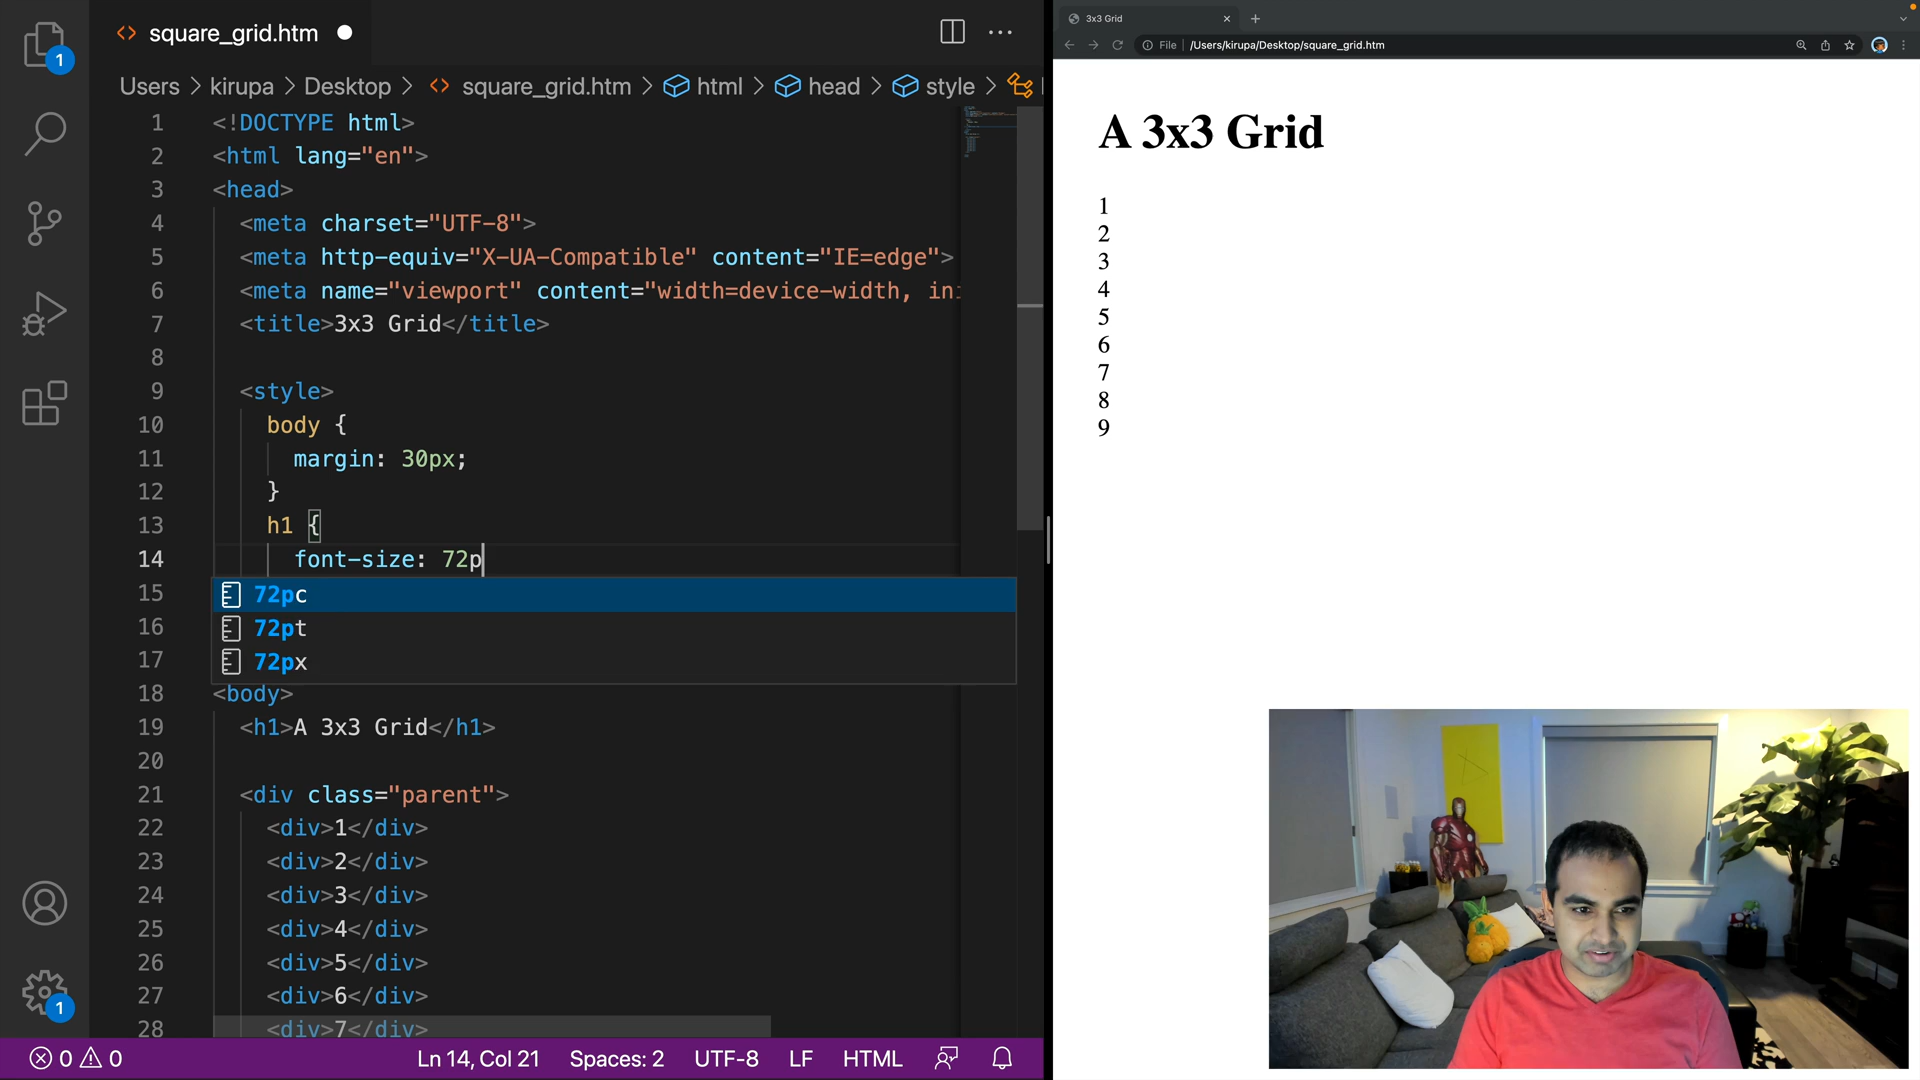 square_grid.htm
Users > kirupa > Desktop > square_grid.htm > html > head > style >
1 <!DOCTYPE html>
2 <html lang="en">
3 <head>
4 <meta charset="UTF-8">
5 <meta http-equiv="X-UA-Compatible" content="IE=edge">
6 <meta name="viewport" content="width=device-width, ini
7 <title>3x3 Grid</title>
8
9 <style>
10 body {
11 margin: 30px;
12 }
13 h1 {
14 font-size: 72p
15 72pc
16 72pt
17 72px
18 <body>
19 <h1>A 3x3 Grid</h1>
20
21 <div class="parent">
22 <div>1</div>
23 <div>2</div>
24 <div>3</div>
25 <div>4</div>
26 <div>5</div>
27 <div>6</div>
28 <div>7</div>
1
1
0 0
Ln 14, Col 21 Spaces: 2 UTF-8 LF HTML
3x3 Grid
File /Users/kirupa/Desktop/square_grid.htm
A 3x3 Grid
1
2
3
4
5
6
7
8
9